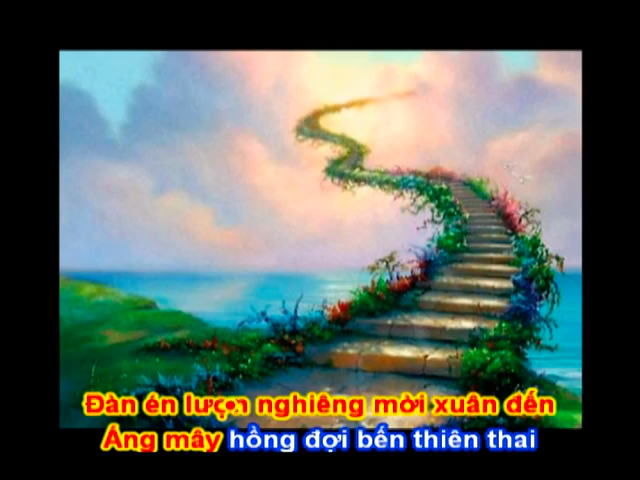 Đàn én lượn nghiêng mời xuân đến
Áng mây hồng đợi bến thiên thai